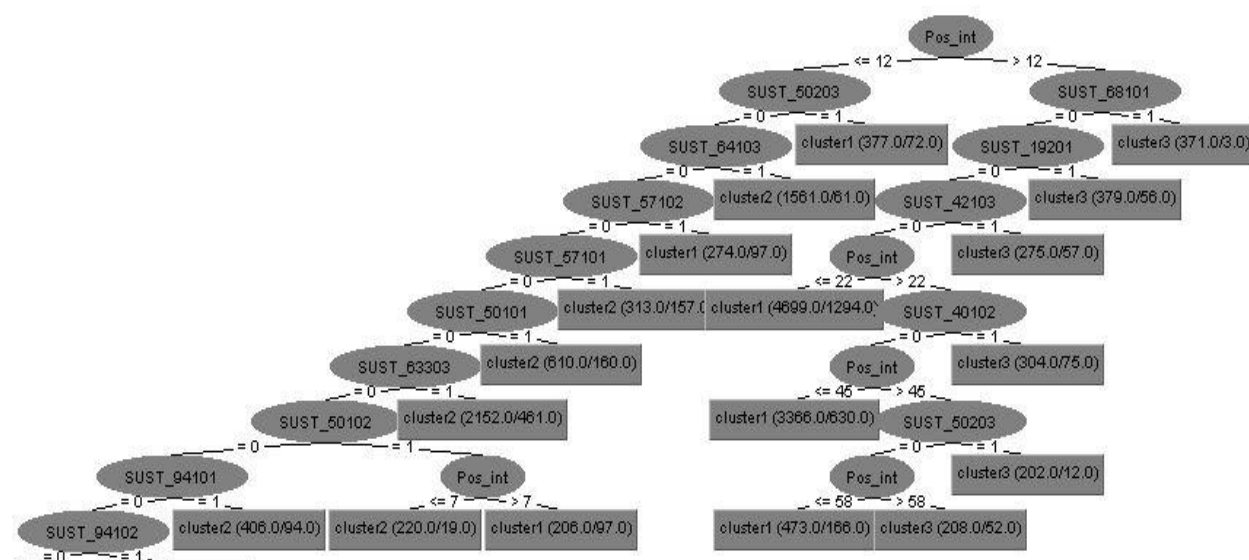 Pos_int
<= 12 > 12
SUST_50203 SUST_68101
= 0 = 1 = 0 = 1
SUST_64103 cluster1 (377.0/72.0) SUST_19201 cluster3 (371.0/3.0)
= 0 = 1 = 0 = 1
SUST_57102 cluster2 (1561.0/61.0) SUST_42103 cluster3 (379.0/56.0)
= 0 = 1 = 0 = 1
SUST_57101 cluster1 (274.0/97.0) Pos_int cluster3 (275.0/57.0)
= 0 = 1 <= 22 > 22
SUST_50101 cluster2 (313.0/157.0 cluster1 (4699.0/1294.0) SUST_40102
= 0 = 1 = 0 = 1
SUST_63303 cluster2 (610.0/160.0) Pos_int cluster3 (304.0/75.0)
= 0 = 1 <= 45 > 45
SUST_50102 cluster2 (2152.0/461.0) cluster1 (3366.0/630.0) SUST_50203
= 0 = 1 = 0 = 1
SUST_94101 Pos_int Pos_int cluster3 (202.0/12.0)
= 0 = 1 <= 7 > 7 <= 58 > 58
SUST_94102 cluster2 (406.0/94.0) cluster2 (220.0/19.0) cluster1 (206.0/97.0) cluster1 (473.0/166.0) cluster3 (208.0/52.0)
= 0 = 1